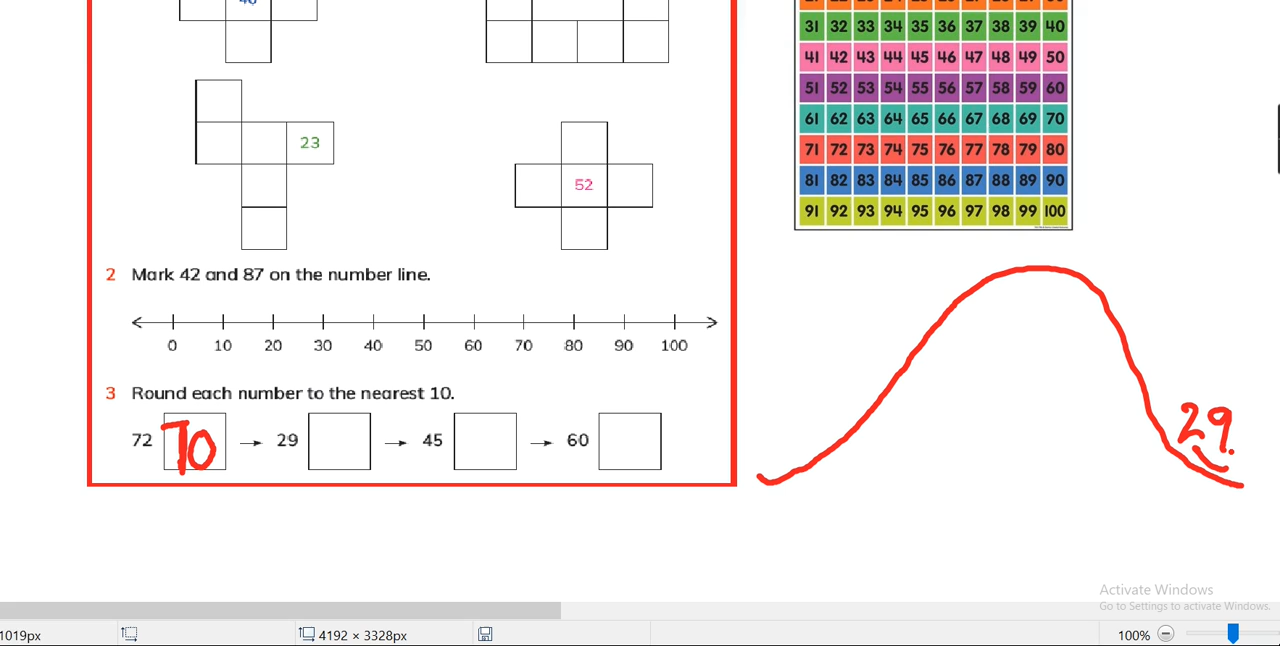 31 32 33 34 35 36 37 38 39 40
41 42 43 44 45 46 47 48 49 50
51 52 53 54 55 56 57 58 59 60
61 62 63 64 65 66 67 68 69 70
71 72 73 74 75 76 77 78 79 80
81 82 83 84 85 86 87 88 89 90
91 92 93 94 95 96 97 98 99 100
23
52
2 Mark 42 and 87 on the number line.
0 10 20 30 40 50 60 70 80 90 100
3 Round each number to the nearest 10.
72 70 → 29 → 45 → 60
29
Activate Windows
Go to Settings to activate Windows.
1019px 4192 × 3328px 100%